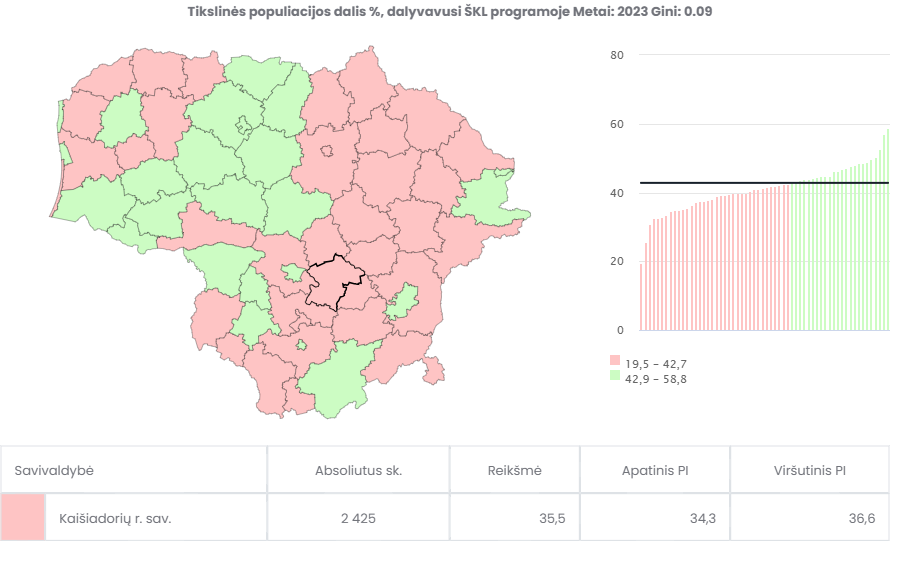 Tikslinės populiacijos dalis %, dalyvavusi ŠKL programoje Metai: 2023 Gini: 0.09
80
60
40
20
0
19,5 – 42,7
42,9 – 58,8
Savivaldybė Absoliutus sk. Reikšmė Apatinis PI Viršutinis PI
Kaišiadorių r. sav. 2 425 35,5 34,3 36,6